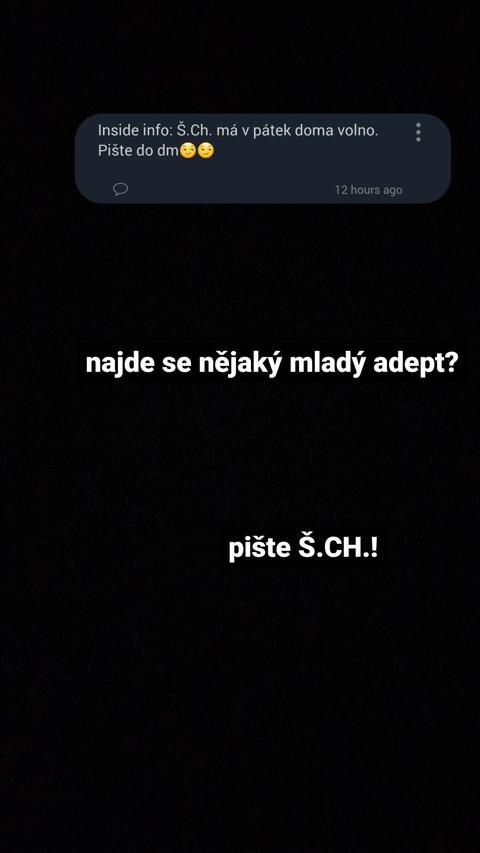 Inside info: Š.Ch. má v pátek doma volno.
Pište do dm😏😏
12 hours ago
najde se nějaký mladý adept?
pište Š.CH.!